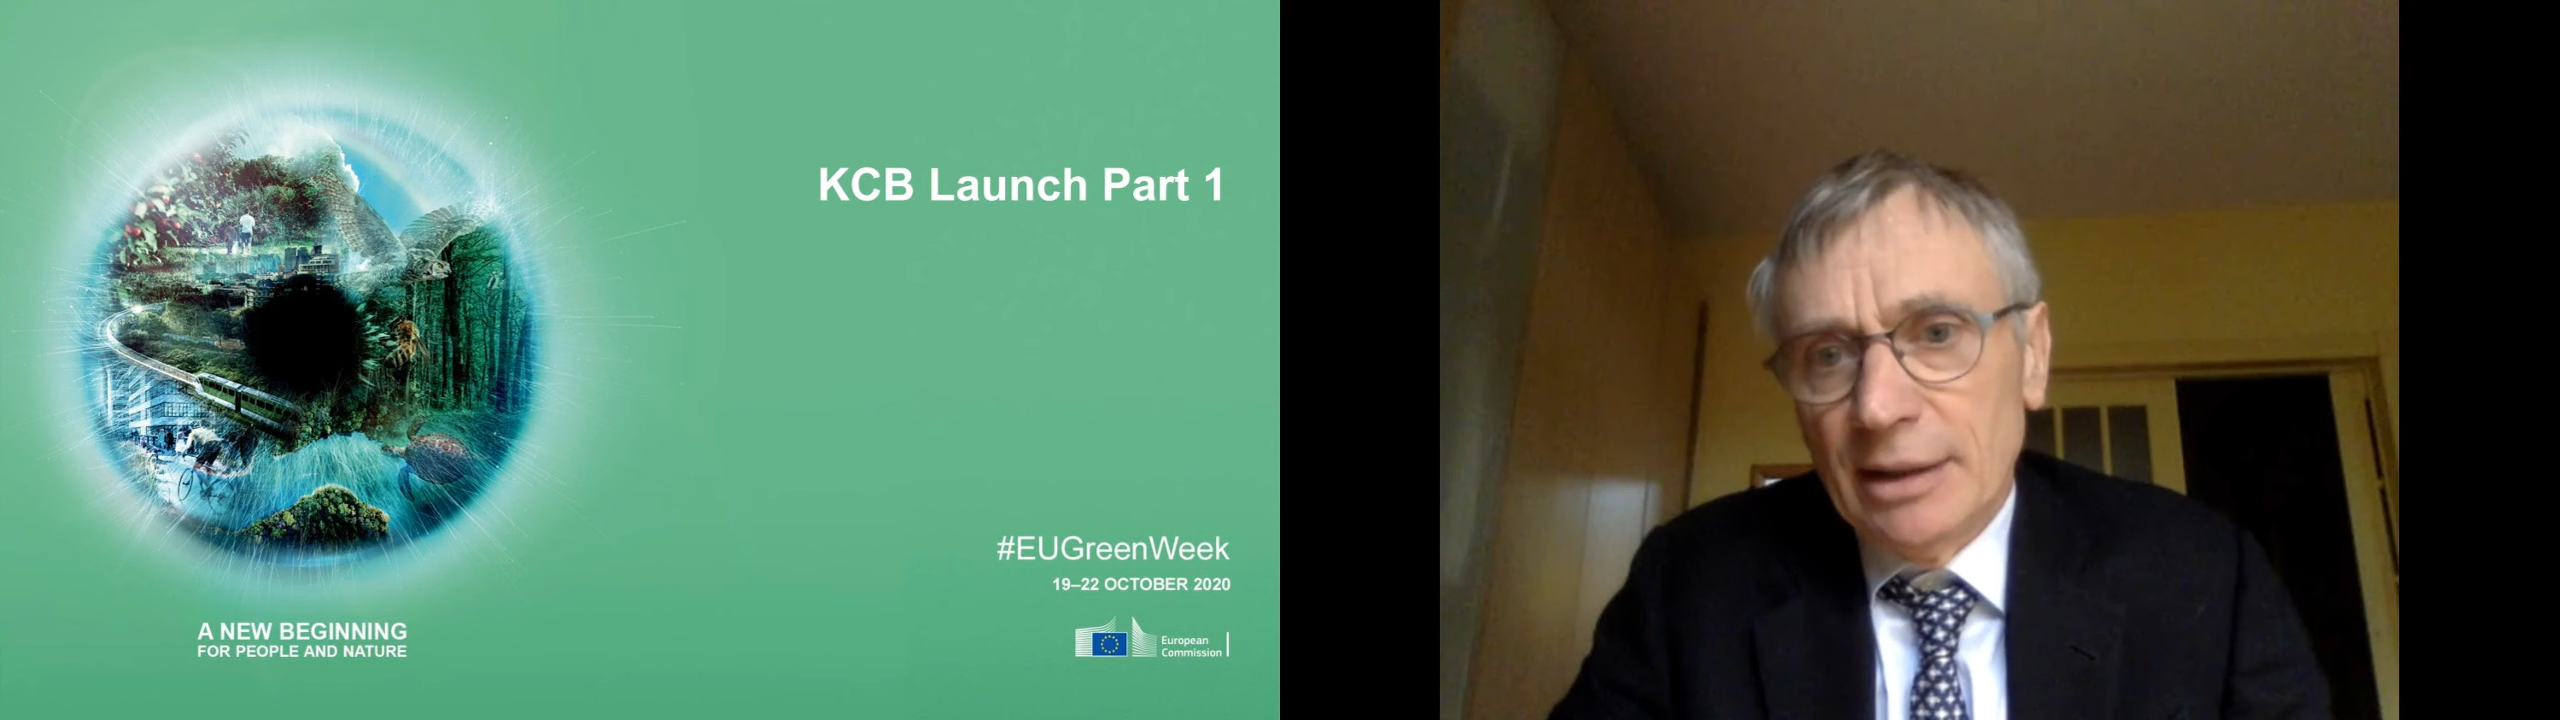 KCB Launch Part 1
#EUGreenWeek
19–22 OCTOBER 2020
A NEW BEGINNING
FOR PEOPLE AND NATURE
European
Commission